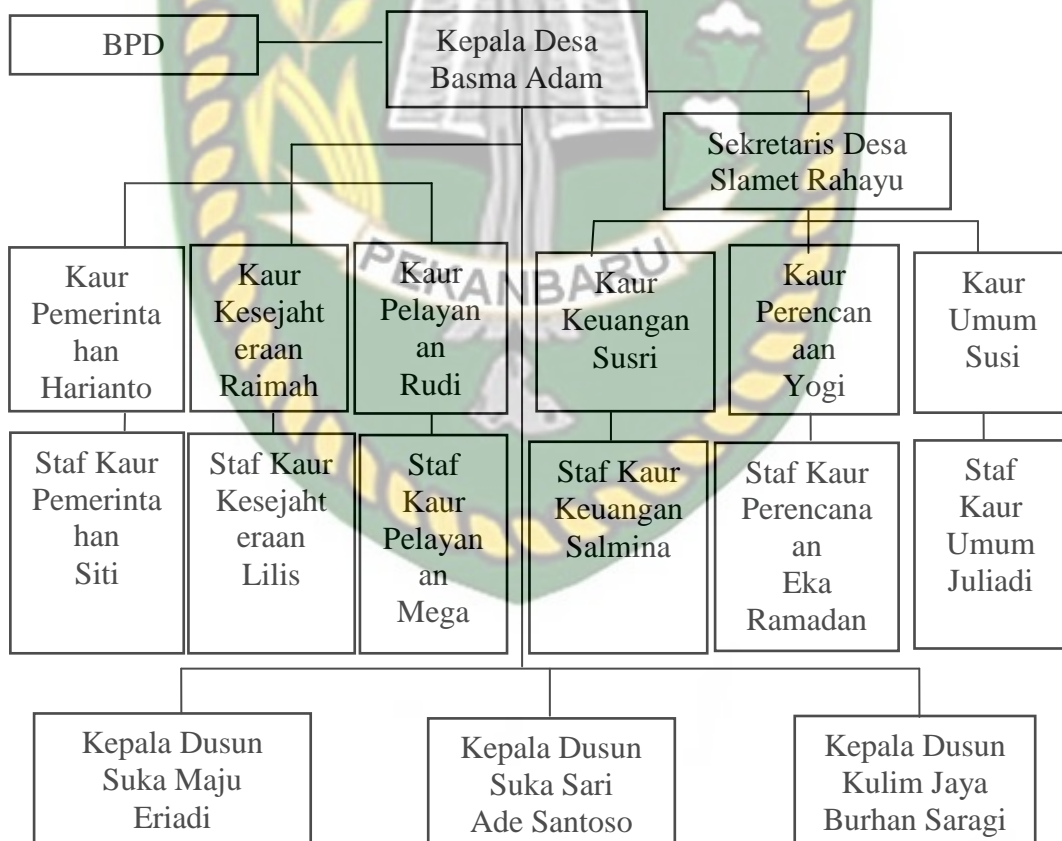 BPD
Kepala Desa
Basma Adam
Sekretaris Desa
Slamet Rahayu
PEKANBARU
Kaur
Pemerinta
han
Harianto
Kaur
Kesejaht
eraan
Raimah
Kaur
Pelayan
an
Rudi
Kaur
Keuangan
Susri
Kaur
Perencan
aan
Yogi
Kaur
Umum
Susi
Staf Kaur
Pemerinta
han
Siti
Staf Kaur
Kesejaht
eraan
Lilis
Staf
Kaur
Pelayan
an
Mega
Staf Kaur
Keuangan
Salmina
Staf Kaur
Perencana
an
Eka
Ramadan
Staf
Kaur
Umum
Juliadi
Kepala Dusun
Suka Maju
Eriadi
Kepala Dusun
Suka Sari
Ade Santoso
Kepala Dusun
Kulim Jaya
Burhan Saragi